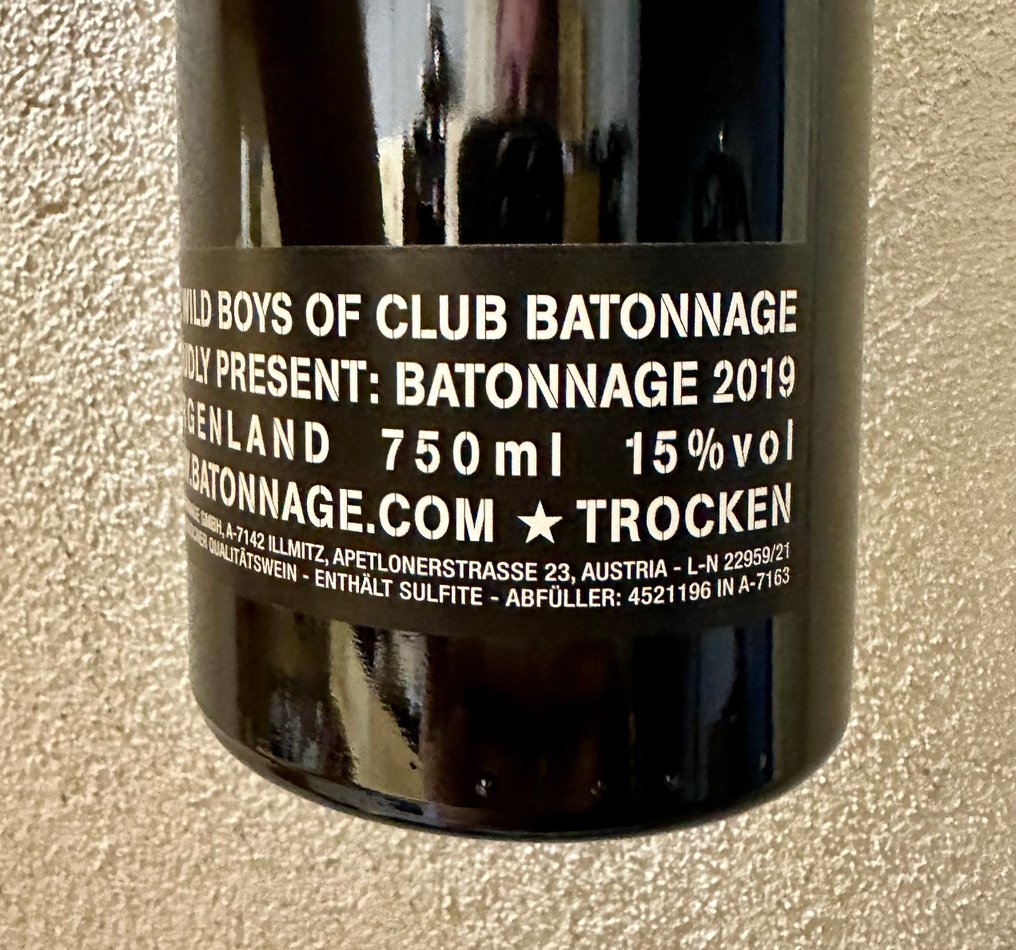 WILD BOYS OF CLUB BATONNAGE
PRESENT: BATONNAGE 2019
750ml 15%vol
BATONNAGE.COM ★ TROCKEN
GMBH, A-7142 ILLMITZ, APETLONERSTRASSE 23, AUSTRIA - L-N 22959/21
QUALITÄTSWEIN - ENTHÄLT SULFITE - ABFÜLLER: 4521196 IN A-7163